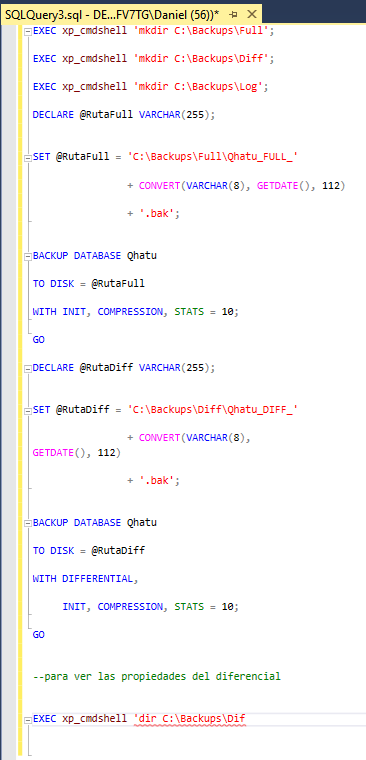 SQLQuery3.sql - DE...FV7TG\Daniel (56))*
EXEC xp_cmdshell 'mkdir C:\Backups\Full';
EXEC xp_cmdshell 'mkdir C:\Backups\Diff';
EXEC xp_cmdshell 'mkdir C:\Backups\Log';
DECLARE @RutaFull VARCHAR(255);
SET @RutaFull = 'C:\Backups\Full\Qhatu_FULL_'
+ CONVERT(VARCHAR(8), GETDATE(), 112)
+ '.bak';
BACKUP DATABASE Qhatu
TO DISK = @RutaFull
WITH INIT, COMPRESSION, STATS = 10;
GO
DECLARE @RutaDiff VARCHAR(255);
SET @RutaDiff = 'C:\Backups\Diff\Qhatu_DIFF_'
+ CONVERT(VARCHAR(8),
GETDATE(), 112)
+ '.bak';
BACKUP DATABASE Qhatu
TO DISK = @RutaDiff
WITH DIFFERENTIAL,
INIT, COMPRESSION, STATS = 10;
GO
--para ver las propiedades del diferencial
EXEC xp_cmdshell 'dir C:\Backups\Dif